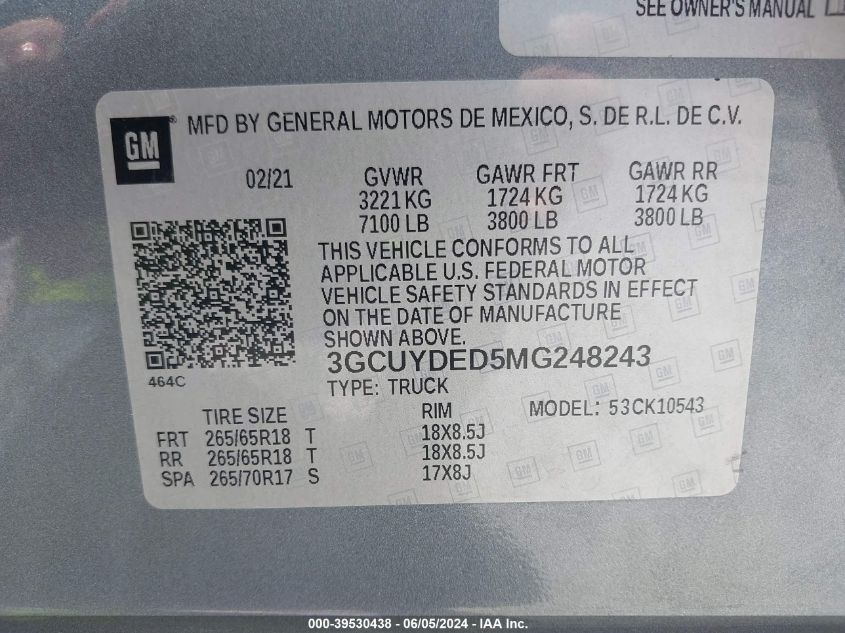 SEE OWNER'S MANUAL
GM ® MFD BY GENERAL MOTORS DE MEXICO, S. DE R.L. DE C.V.
02/21 GVWR GAWR FRT GAWR RR
3221 KG 1724 KG 1724 KG
7100 LB 3800 LB 3800 LB
THIS VEHICLE CONFORMS TO ALL
APPLICABLE U.S. FEDERAL MOTOR
VEHICLE SAFETY STANDARDS IN EFFECT
ON THE DATE OF MANUFACTURE
SHOWN ABOVE.
3GCUYDED5MG248243
464C
TYPE: TRUCK
TIRE SIZE RIM MODEL: 53CK10543
FRT 265/65R18 T 18X8.5J
RR 265/65R18 T 18X8.5J
SPA 265/70R17 S 17X8J
000-39530438 - 06/05/2024 - IAA Inc.